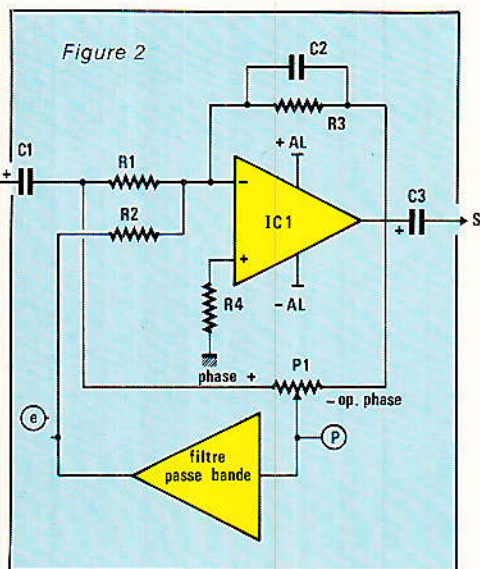 Figure 2
C2
R3
C1
+
R1
R2
+ AL
C3
-
IC1
+
+
S
R4
- AL
phase +
P1
- op. phase
e
P
filtre
passe bande